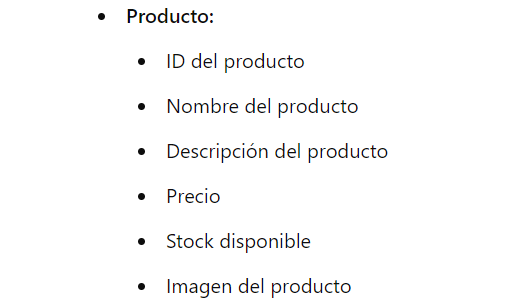 Producto:
ID del producto
Nombre del producto
Descripción del producto
Precio
Stock disponible
Imagen del producto